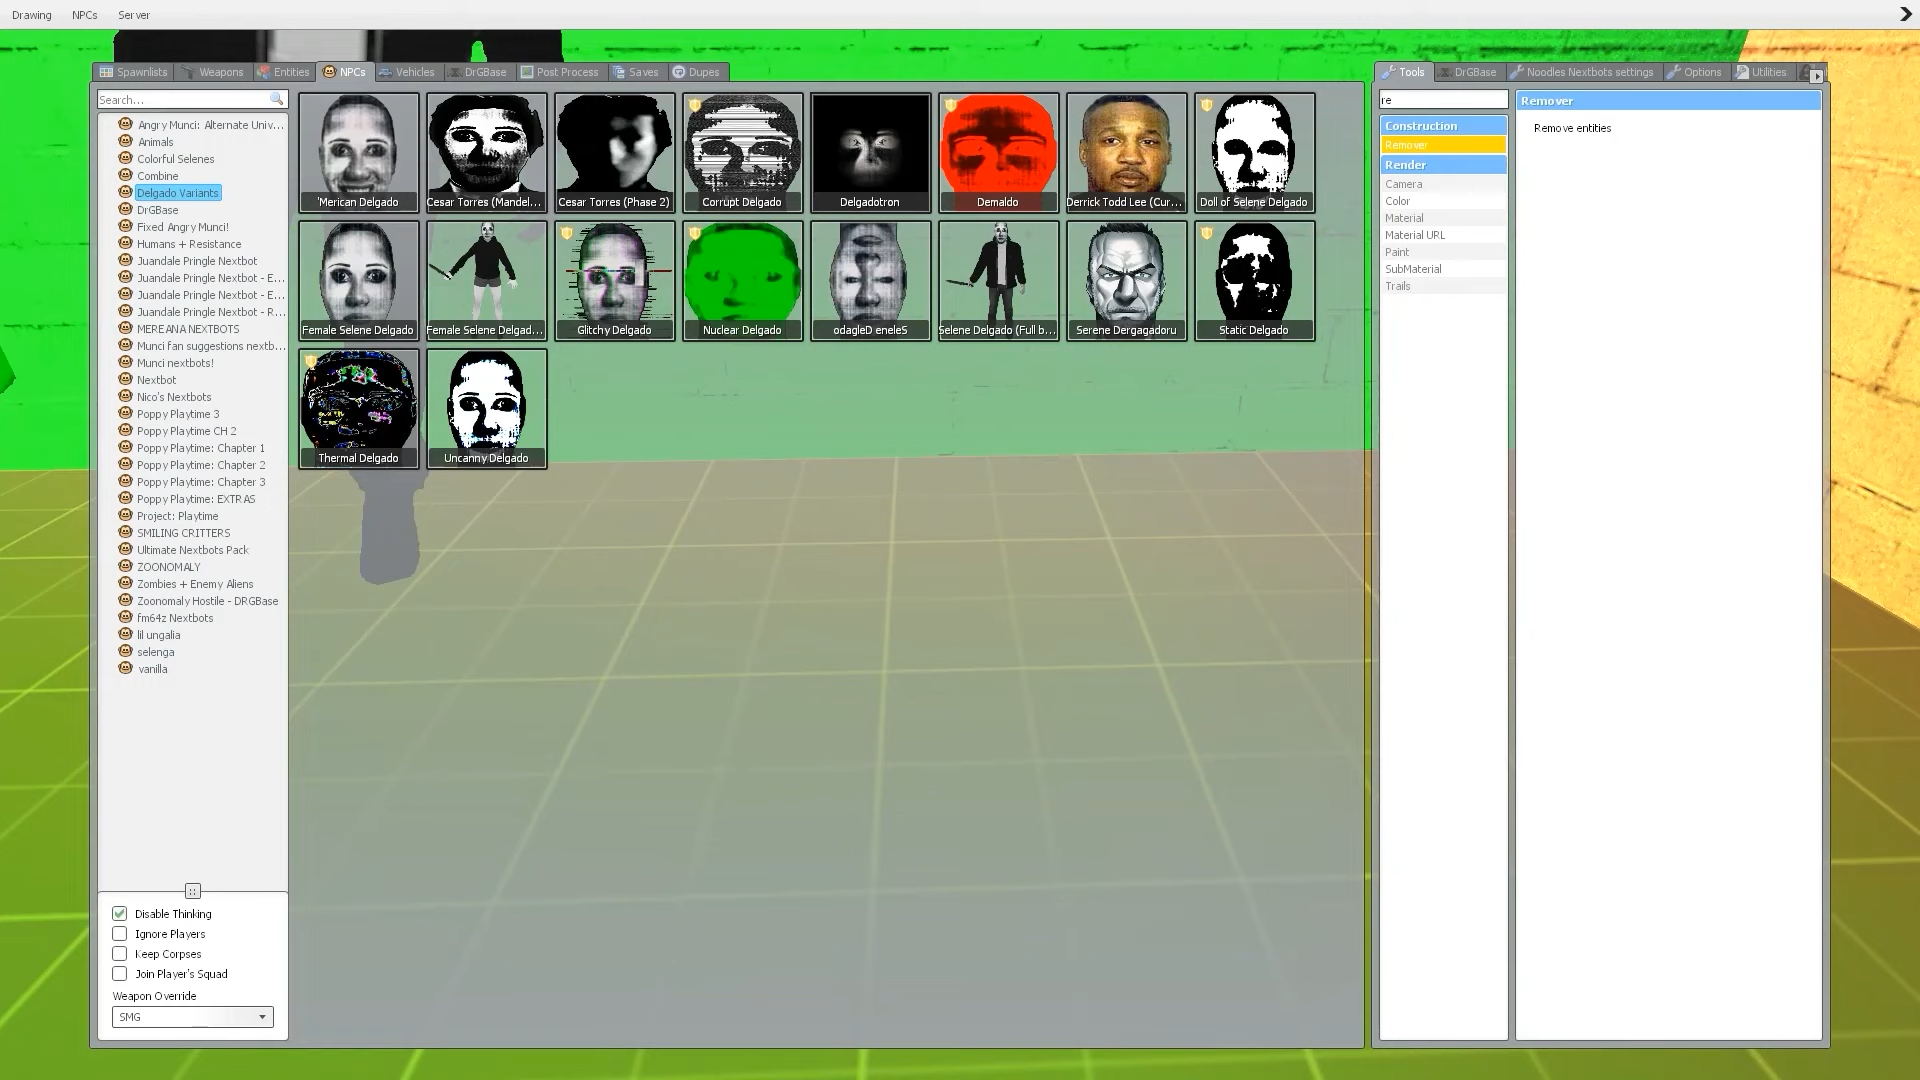 Drawing NPCs Server
Spawnlists Weapons Entities NPCs Vehicles DrGBase Post Process Saves Dupes
Tools DrGBase Noodles Nextbots settings Options Utilities
Search...
Angry Munci: Alternate Univ...
Animals
Colorful Selenes
Combine
Delgado Variants
DrGBase
Fixed Angry Munci!
Humans + Resistance
Juandale Pringle Nextbot
Juandale Pringle Nextbot - E...
Juandale Pringle Nextbot - E...
Juandale Pringle Nextbot - R...
MEREANA NEXTBOTS
Munci fan suggestions nextb...
Munci nextbots!
Nextbot
Nico's Nextbots
Poppy Playtime 3
Poppy Playtime CH 2
Poppy Playtime: Chapter 1
Poppy Playtime: Chapter 2
Poppy Playtime: Chapter 3
Poppy Playtime: EXTRAS
Project: Playtime
SMILING CRITTERS
Ultimate Nextbots Pack
ZOONOMALY
Zombies + Enemy Aliens
Zoonomaly Hostile - DRGBase
fm64z Nextbots
lil ungalia
selenga
vanilla
Disable Thinking
Ignore Players
Keep Corpses
Join Player's Squad
Weapon Override
SMG
'Merican Delgado
Cesar Torres (Mandel...
Cesar Torres (Phase 2)
Corrupt Delgado
Delgadotron
Demaldo
Derrick Todd Lee (Cur...
Doll of Selene Delgado
Female Selene Delgado
Female Selene Delgad...
Glitchy Delgado
Nuclear Delgado
odagleD eneleS
Selene Delgado (Full b...
Serene Dergagadoru
Static Delgado
Thermal Delgado
Uncanny Delgado
re
Construction
Remover
Render
Camera
Color
Material
Material URL
Paint
SubMaterial
Trails
Remover
Remove entities